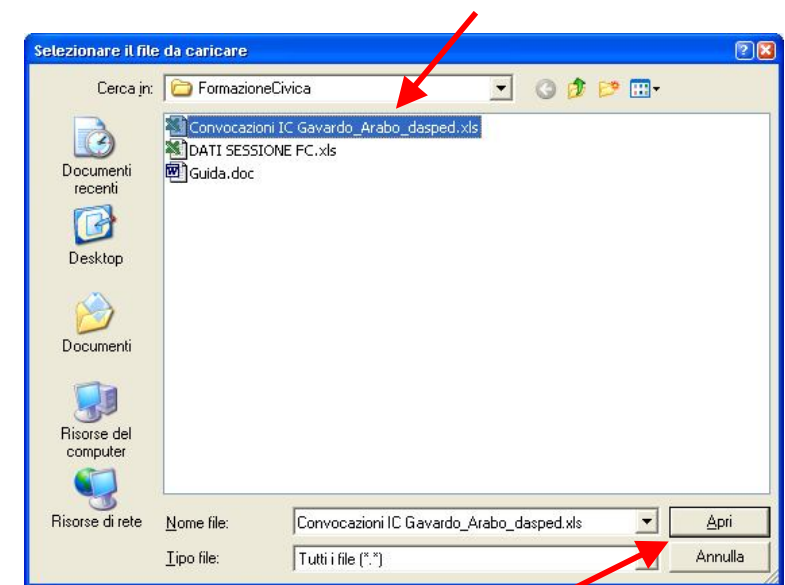 Selezionare il file da caricare
Cerca in: FormazioneCivica
Convocazioni IC Gavardo_Arabo_dasped.xls
DATI SESSIONE FC.xls
Guida.doc
Documenti
recenti
Desktop
Documenti
Risorse del
computer
Risorse di rete
Nome file: Convocazioni IC Gavardo_Arabo_dasped.xls Apri
Tipo file: Tutti i file (*.*) Annulla